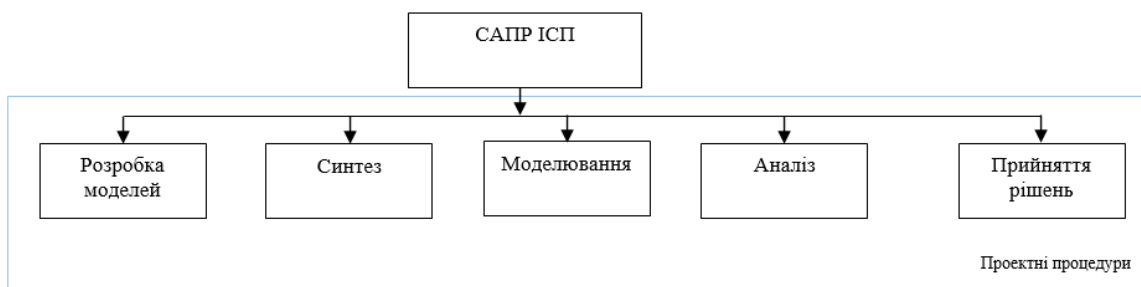 САПР ІСП
Розробка
моделей
Синтез
Моделювання
Аналіз
Прийняття
рішень
Проектні процедури